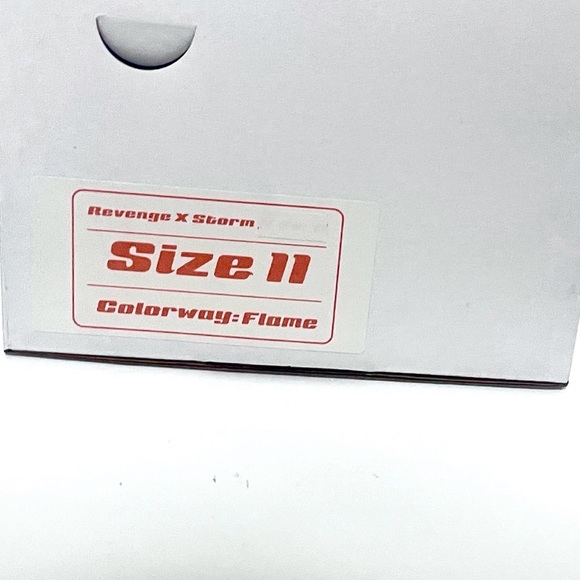 Revenge X Storm
Size 11
Colorway: Flame